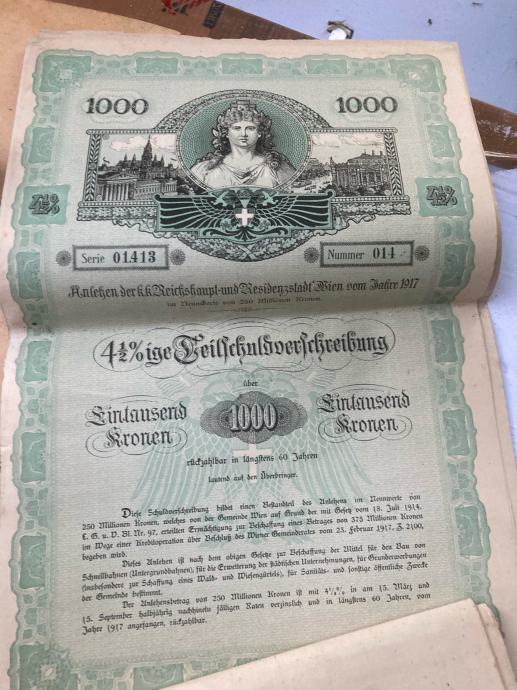 1000 1000
4½% 4½%
Serie 01.413 Nummer 014
Anlehen der k.k. Reichshaupt- und Residenzstadt Wien vom Jahre 1917
im Nennwerte von 250 Millionen Kronen.
4½%ige Teilschuldverschreibung
über
Eintausend 1000 Eintausend
Kronen Kronen
rückzahlbar in längstens 60 Jahren
lautend auf den Überbringer.
Diese Schuldverschreibung bildet einen Bestandteil des Anlehens im Nennwerte von
250 Millionen Kronen, welches von der Gemeinde Wien auf Grund der mit Gesetz vom 18. Juli 1914,
L. G. u. V. Bl. Nr. 97, erteilten Ermächtigung zur Beschaffung eines Betrages von 375 Millionen Kronen
im Wege einer Kreditoperation über Beschluß des Wiener Gemeinderates vom 23. Februar 1917, Z. 2100,
begeben wird.
Dieses Anlehen ist nach dem obigen Gesetze zur Beschaffung der Mittel für den Bau von
Schnellbahnen (Untergrundbahnen), für die Erweiterung der städtischen Unternehmungen, für Grunderwerbungen
(insbesondere zur Schaffung eines Wald- und Wiesengürtels), für Sanitäts- und sonstige öffentliche Zwecke
der Gemeinde bestimmt.
Der Anlehensbetrag von 250 Millionen Kronen ist mit 4½% in am 15. März und
15. September halbjährig nachhinein fälligen Raten verzinslich und in längstens 60 Jahren, vom
Jahre 1917 angefangen, rückzahlbar.